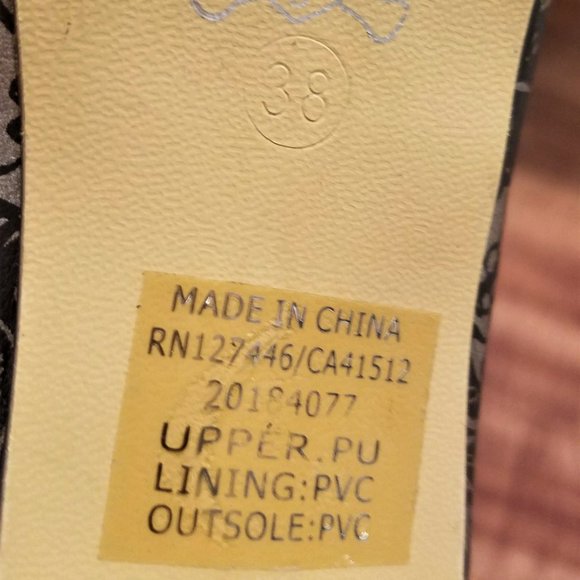 38
MADE IN CHINA
RN127446/CA41512
20184077
UPPER.PU
LINING:PVC
OUTSOLE:PVC